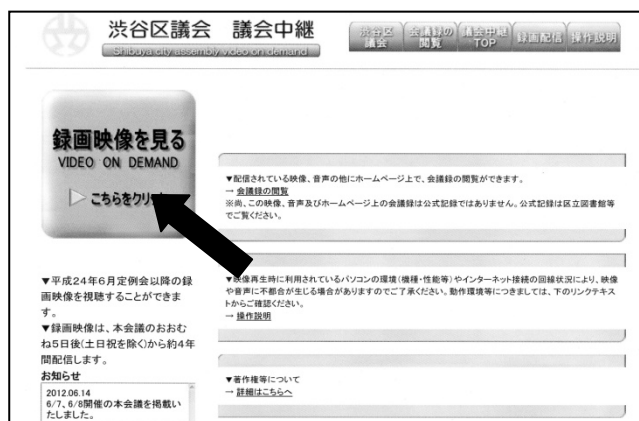 渋谷区議会 議会中継
Shibuya city assembly video on demand
渋谷区
議会
会議録の
閲覧
議会中継
TOP
録画配信
操作説明
録画映像を見る
VIDEO ON DEMAND
こちらをクリ
▼平成24年6月定例会以降の録
画映像を視聴することができま
す。
▼録画映像は、本会議のおおむ
ね5日後(土日祝を除く)から約4年
間配信します。
お知らせ
2012.06.14
6/7、6/8開催の本会議を掲載い
たしました。
▼配信されている映像、音声の他にホームページ上で、会議録の閲覧ができます。
→ 会議録の閲覧
※尚、この映像、音声及びホームページ上の会議録は公式記録ではありません。公式記録は区立図書館等
でご覧ください。
▼映像再生時に利用されているパソコンの環境(機種・性能等)やインターネット接続の回線状況により、映像
や音声に不都合が生じる場合がありますのでご了承ください。動作環境等につきましては、下のリンクテキス
トからご確認ください。
→ 操作説明
▼著作権等について
→ 詳細はこちらへ